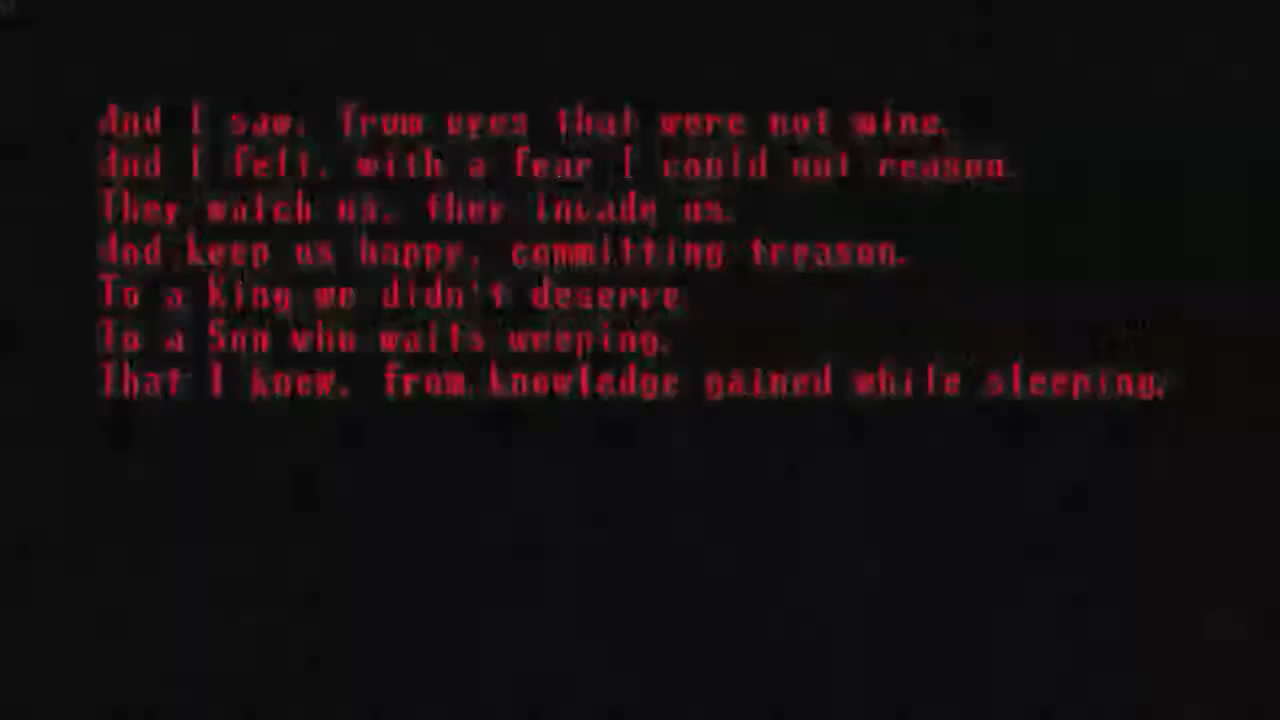 And I saw, from eyes that were not mine.
And I felt, with a fear I could not reason.
They watch us, they invade us.
And keep us happy, committing treason.
To a King we didn't deserve.
To a Son who waits weeping.
That I knew, from knowledge gained while sleeping.